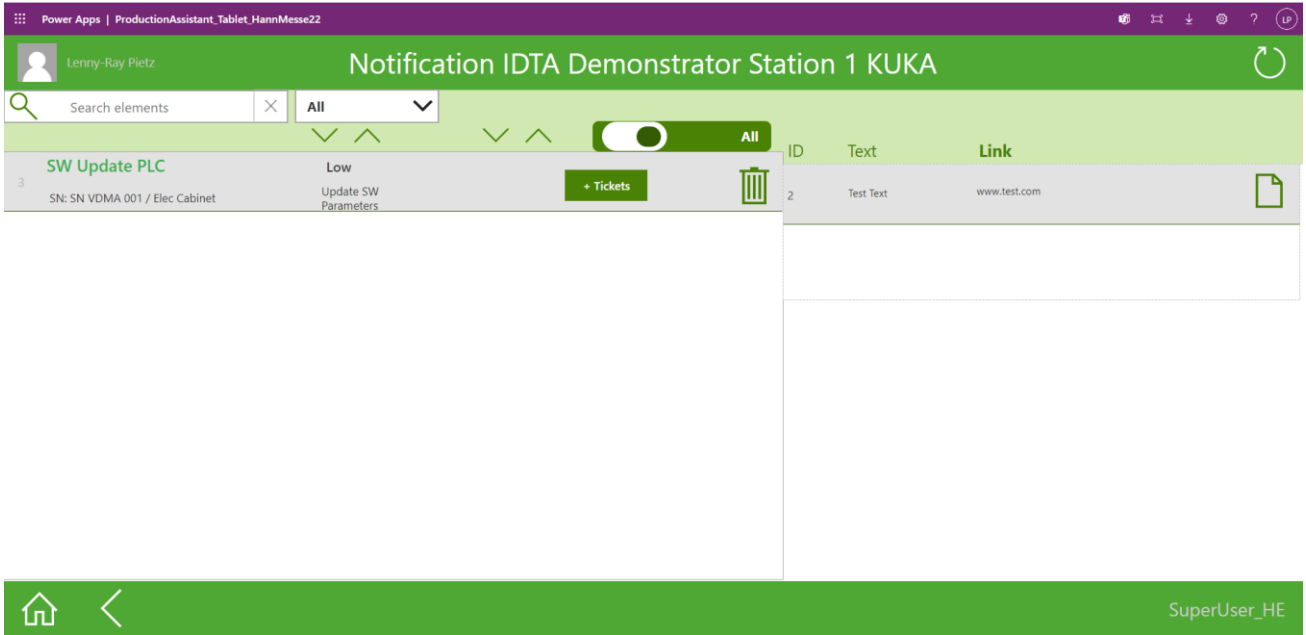 Power Apps | ProductionAssistant_Tablet_HannMesse22
?
LP
Lenny-Ray Pietz
Notification IDTA Demonstrator Station 1 KUKA
Search elements
All
All
ID
Text
Link
3
SW Update PLC
SN: SN VDMA 001 / Elec Cabinet
Low
Update SW
Parameters
+ Tickets
2
Test Text
www.test.com
SuperUser_HE